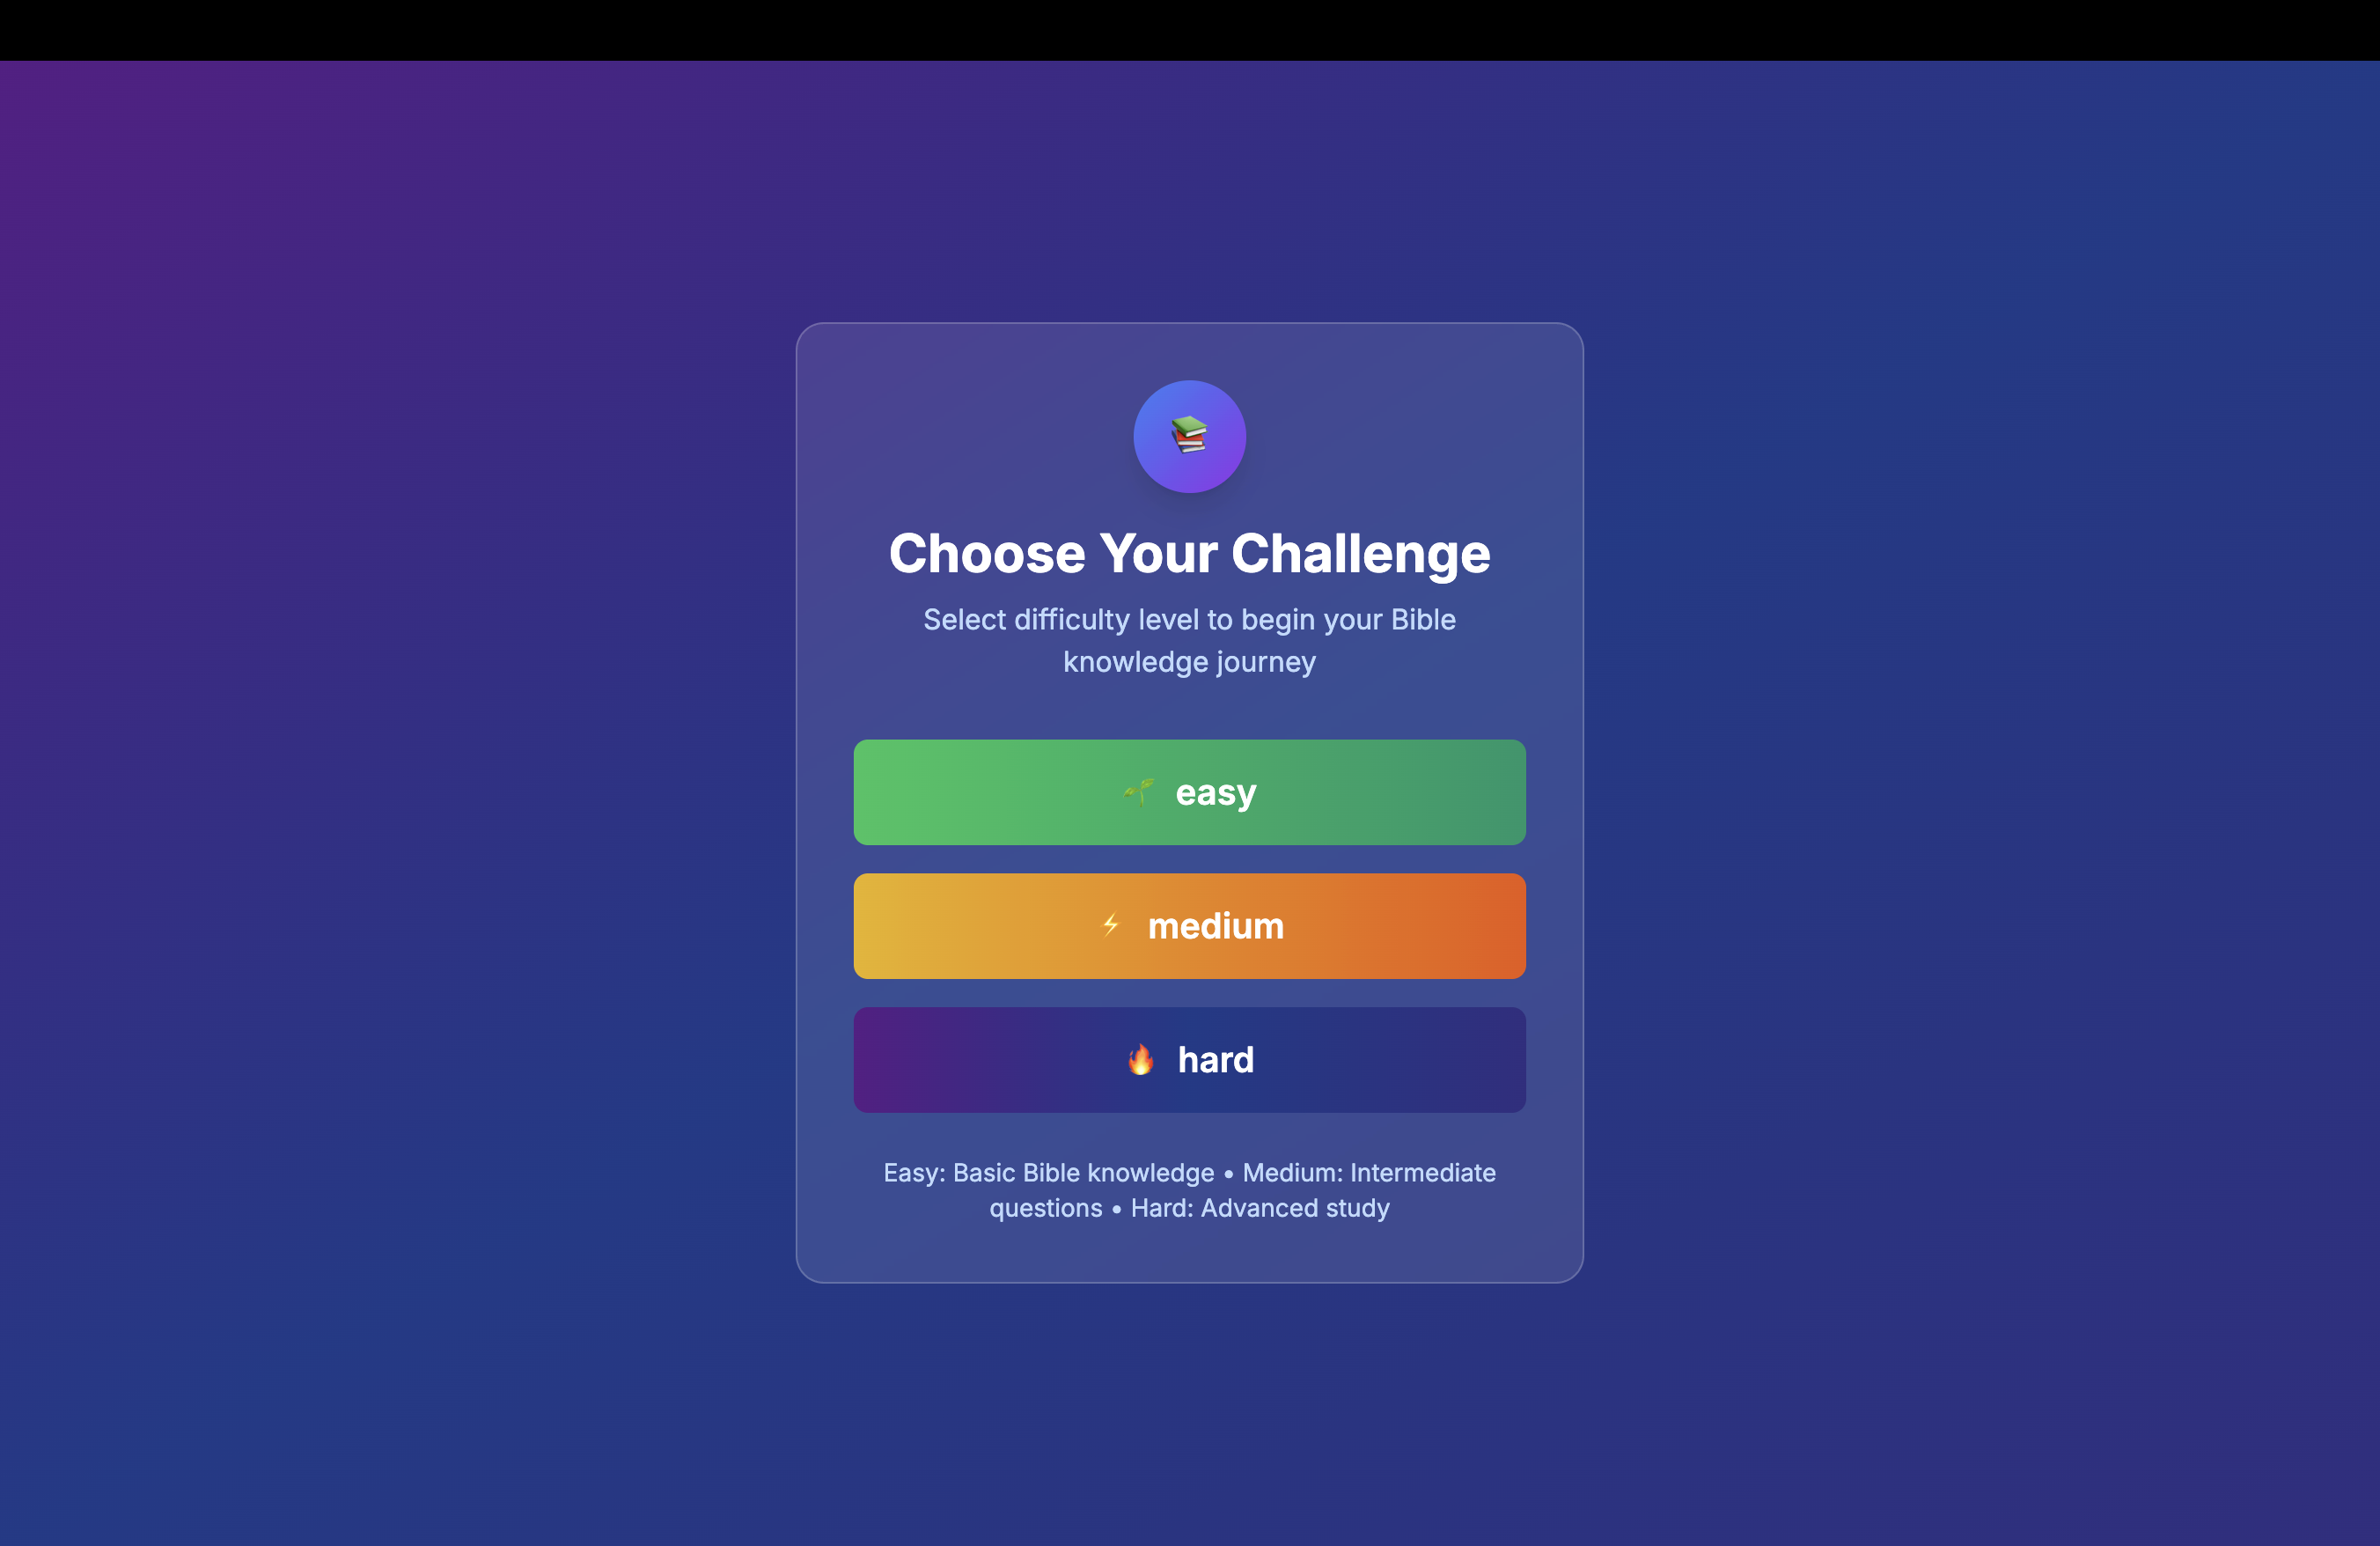 Choose Your Challenge
Select difficulty level to begin your Bible
knowledge journey
easy
medium
hard
Easy: Basic Bible knowledge • Medium: Intermediate
questions • Hard: Advanced study